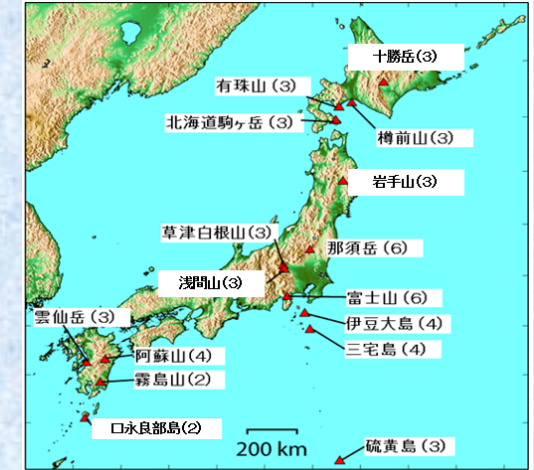 十勝岳(3)
有珠山(3)
北海道駒ヶ岳(3)
樽前山(3)
岩手山(3)
草津白根山(3)
那須岳(6)
浅間山(3)
富士山(6)
雲仙岳(3)
伊豆大島(4)
三宅島(4)
阿蘇山(4)
霧島山(2)
口永良部島(2)
200 km
硫黄島(3)